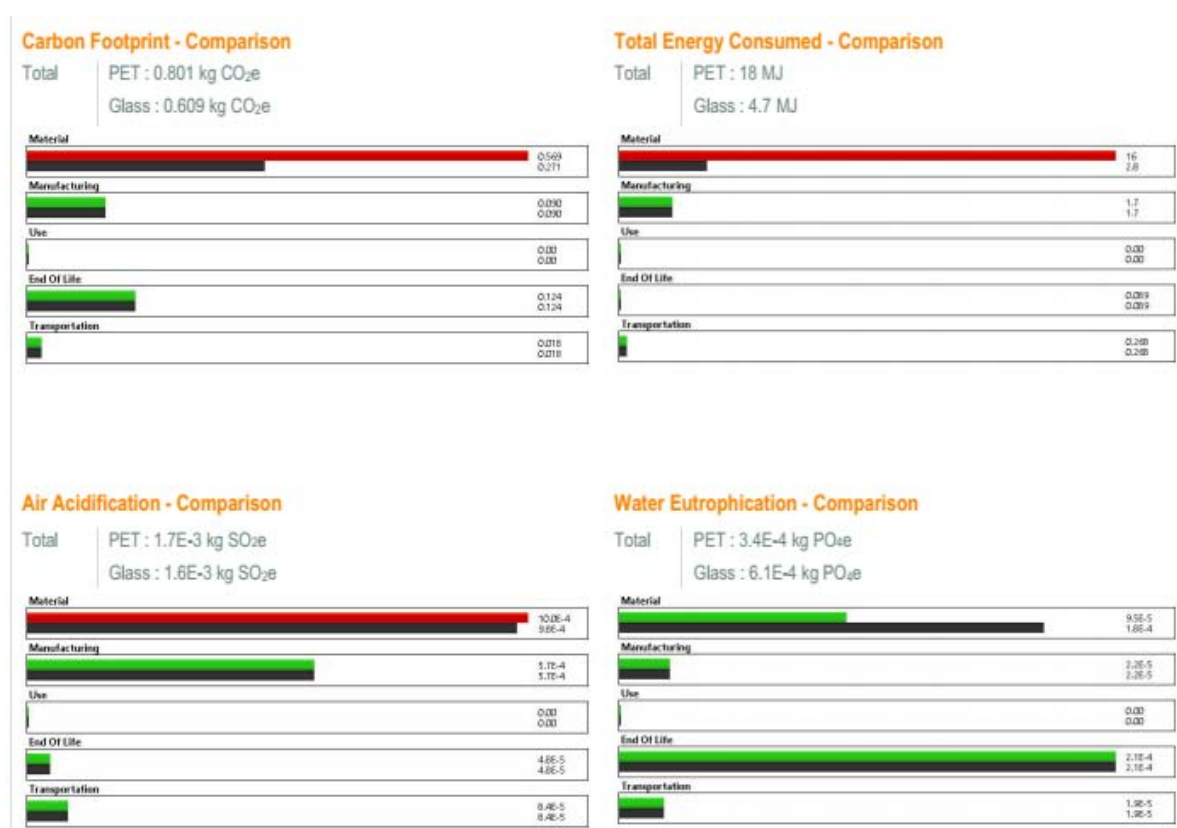 Carbon Footprint - Comparison
Total PET : 0.801 kg CO₂e
Glass : 0.609 kg CO₂e
Material
0.569
0.271
Manufacturing
0.090
0.090
Use
0.00
0.00
End Of Life
0.124
0.124
Transportation
0.018
0.018
Total Energy Consumed - Comparison
Total PET : 18 MJ
Glass : 4.7 MJ
Material
16
2.8
Manufacturing
1.7
1.7
Use
0.00
0.00
End Of Life
0.089
0.089
Transportation
0.268
0.268
Air Acidification - Comparison
Total PET : 1.7E-3 kg SO₂e
Glass : 1.6E-3 kg SO₂e
Material
10.0E-4
9.8E-4
Manufacturing
5.7E-4
5.7E-4
Use
0.00
0.00
End Of Life
4.8E-5
4.8E-5
Transportation
8.4E-5
8.4E-5
Water Eutrophication - Comparison
Total PET : 3.4E-4 kg PO₄e
Glass : 6.1E-4 kg PO₄e
Material
9.5E-5
1.8E-4
Manufacturing
2.2E-5
2.2E-5
Use
0.00
0.00
End Of Life
2.1E-4
2.1E-4
Transportation
1.9E-5
1.9E-5